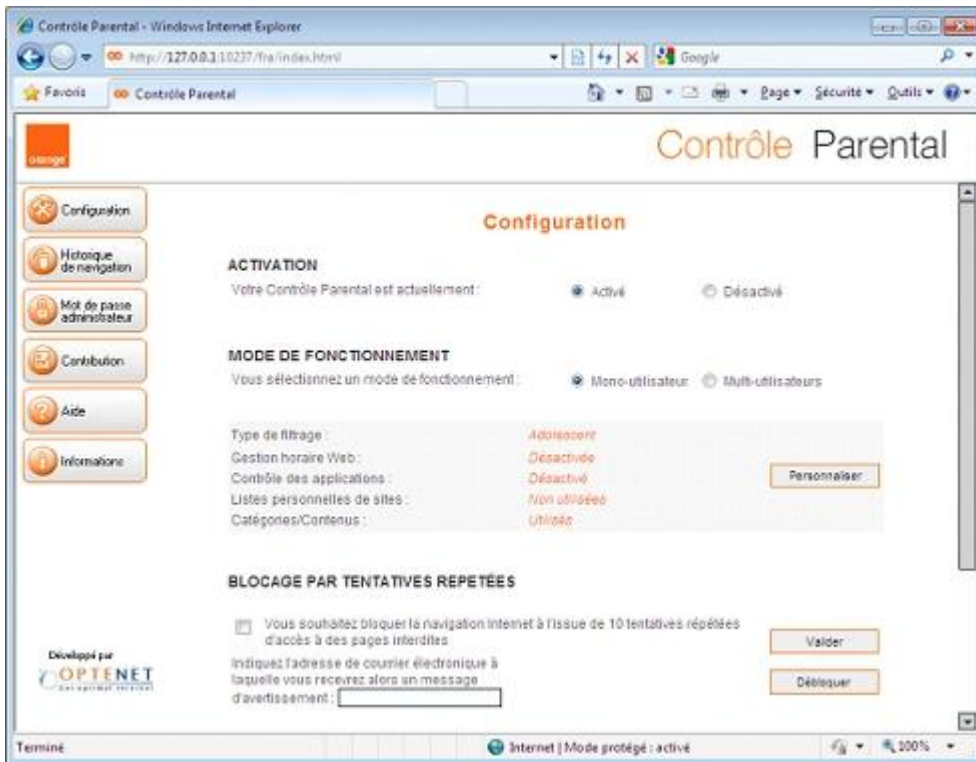 Contrôle Parental - Windows Internet Explorer
http://127.0.0.1:10237/fra/index.html
Google
Favoris
Contrôle Parental
Page
Sécurité
Outils
orange
Contrôle Parental
Configuration
Historique
de navigation
Mot de passe
administrateur
Contribution
Aide
Informations
Configuration
ACTIVATION
Votre Contrôle Parental est actuellement : Activé Désactivé
MODE DE FONCTIONNEMENT
Vous sélectionnez un mode de fonctionnement : Mono-utilisateur Multi-utilisateurs
Type de filtrage : Adolescent
Gestion horaire Web : Désactivée
Contrôle des applications : Désactivé
Personnaliser
Listes personnelles de sites : Non utilisées
Catégories/Contenus : Utilisés
BLOCAGE PAR TENTATIVES REPETÉES
Vous souhaitez bloquer la navigation Internet à l'issue de 10 tentatives répétées
d'accès à des pages interdites
Valider
Indiquez l'adresse de courrier électronique à
laquelle vous recevrez alors un message
d'avertissement :
Débloquer
Développé par
OPTENET
Terminé
Internet | Mode protégé : activé
100%